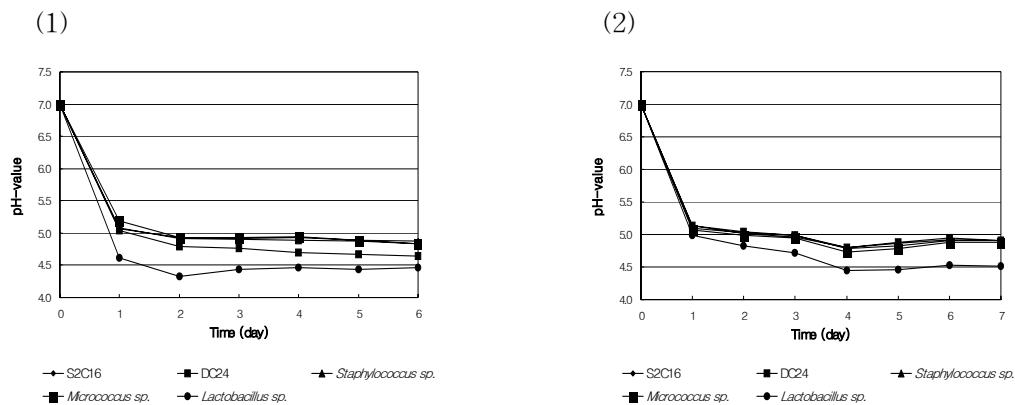 (1)
7.5
7.0
6.5
6.0
5.5
5.0
4.5
4.0
pH-value
0 1 2 3 4 5 6
Time (day)
S2C16 DC24 Staphylococcus sp.
Micrococcus sp. Lactobacillus sp.
(2)
7.5
7.0
6.5
6.0
5.5
5.0
4.5
4.0
pH-value
0 1 2 3 4 5 6 7
Time (day)
S2C16 DC24 Staphylococcus sp.
Micrococcus sp. Lactobacillus sp.